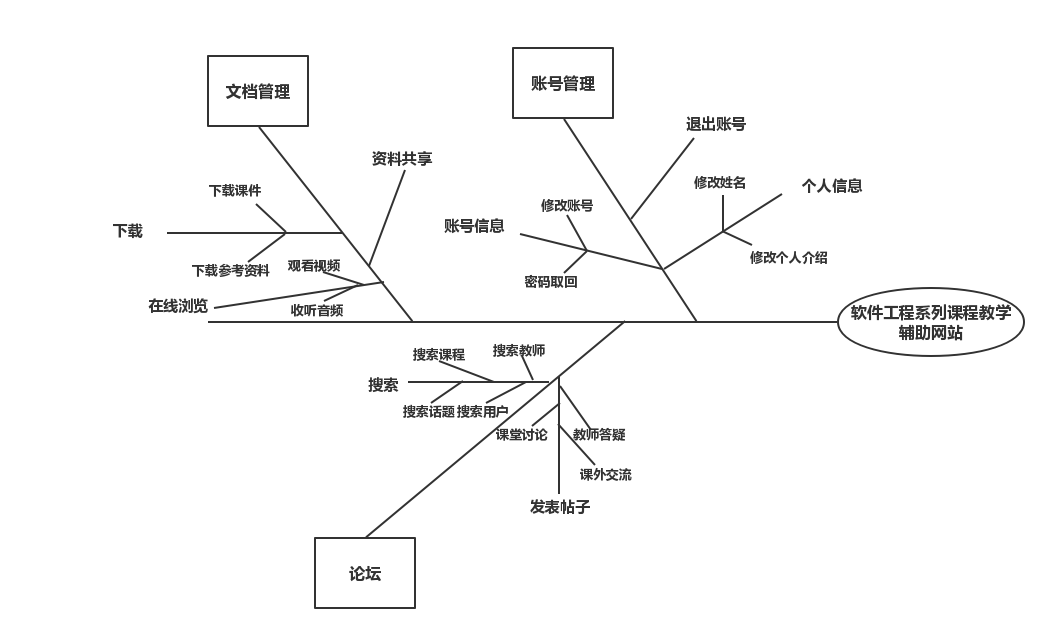 账号管理
文档管理
退出账号
资料共享
修改姓名
个人信息
下载课件
修改账号
账号信息
下载
修改个人介绍
观看视频
下载参考资料
密码取回
在线浏览
收听音频
软件工程系列课程教学
辅助网站
搜索教师
搜索课程
搜索
搜索话题
搜索用户
课堂讨论
教师答疑
课外交流
发表帖子
论坛